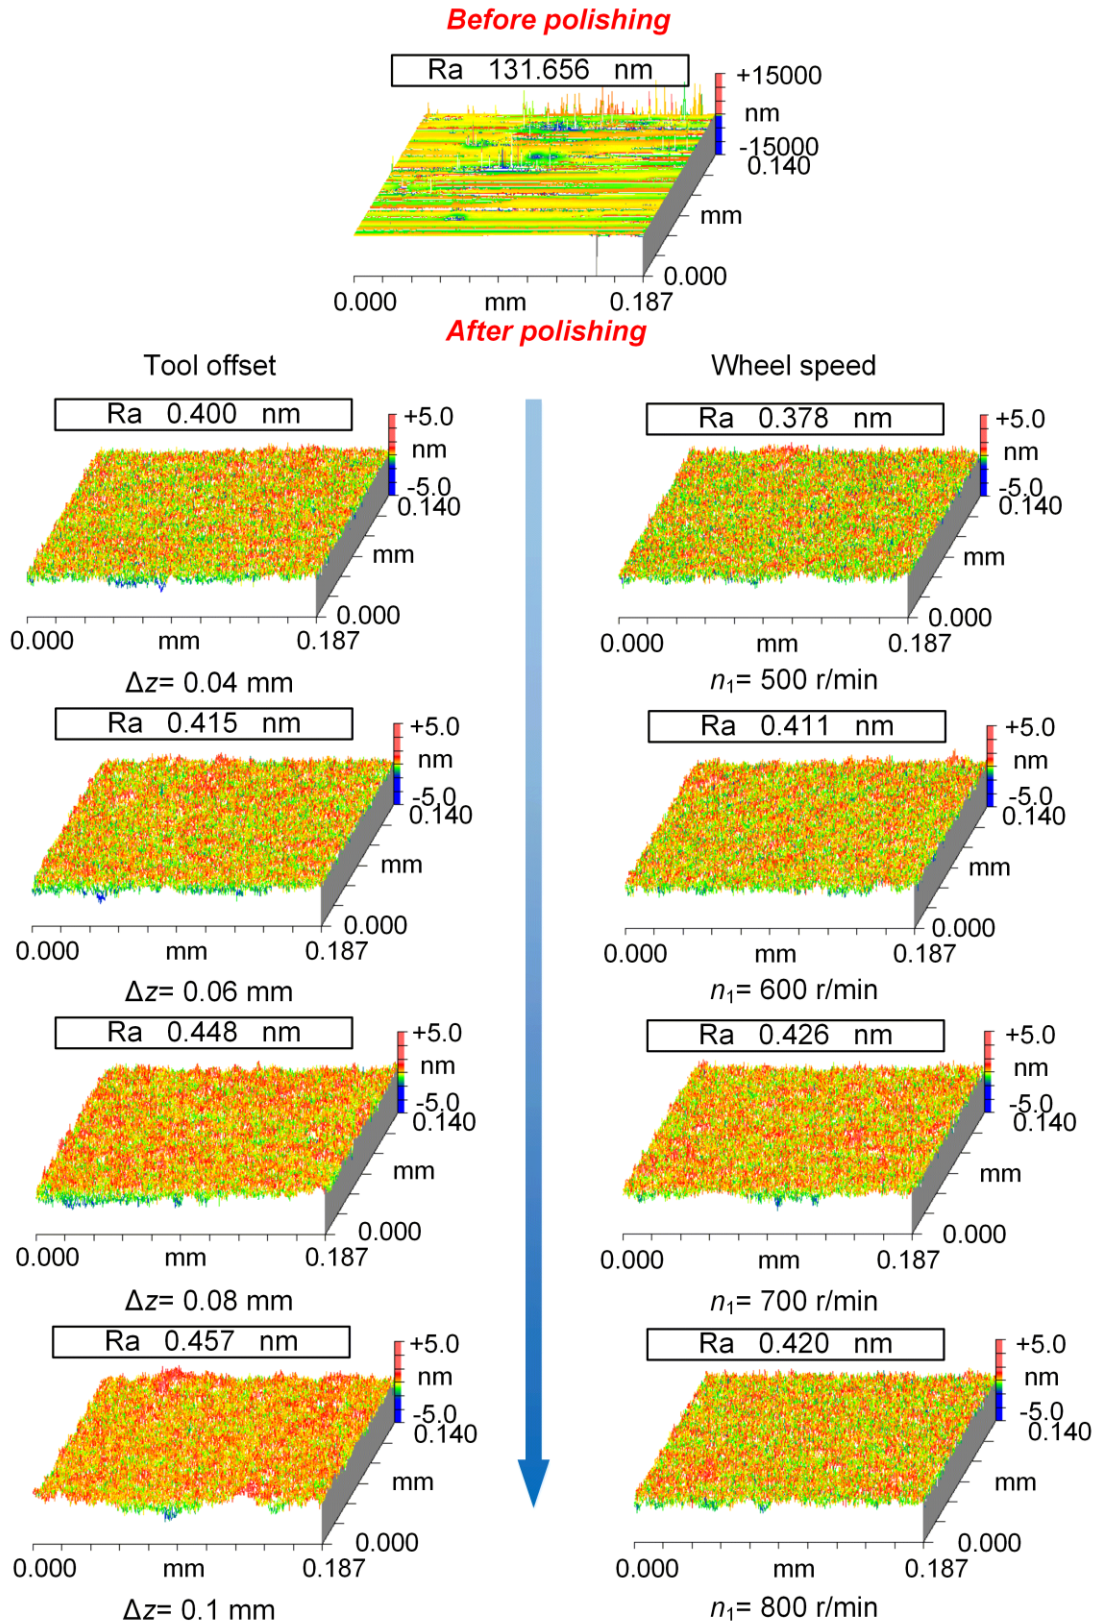 Before polishing
Ra 131.656 nm
+15000
nm
-15000
0.140
mm
0.000
0.000 mm 0.187
After polishing
Tool offset
Ra 0.400 nm
+5.0
nm
-5.0
0.140
mm
0.000
0.000 mm 0.187
Δz= 0.04 mm
Ra 0.415 nm
+5.0
nm
-5.0
0.140
mm
0.000
0.000 mm 0.187
Δz= 0.06 mm
Ra 0.448 nm
+5.0
nm
-5.0
0.140
mm
0.000
0.000 mm 0.187
Δz= 0.08 mm
Ra 0.457 nm
+5.0
nm
-5.0
0.140
mm
0.000
0.000 mm 0.187
Δz= 0.1 mm
Wheel speed
Ra 0.378 nm
+5.0
nm
-5.0
0.140
mm
0.000
0.000 mm 0.187
n₁= 500 r/min
Ra 0.411 nm
+5.0
nm
-5.0
0.140
mm
0.000
0.000 mm 0.187
n₁= 600 r/min
Ra 0.426 nm
+5.0
nm
-5.0
0.140
mm
0.000
0.000 mm 0.187
n₁= 700 r/min
Ra 0.420 nm
+5.0
nm
-5.0
0.140
mm
0.000
0.000 mm 0.187
n₁= 800 r/min